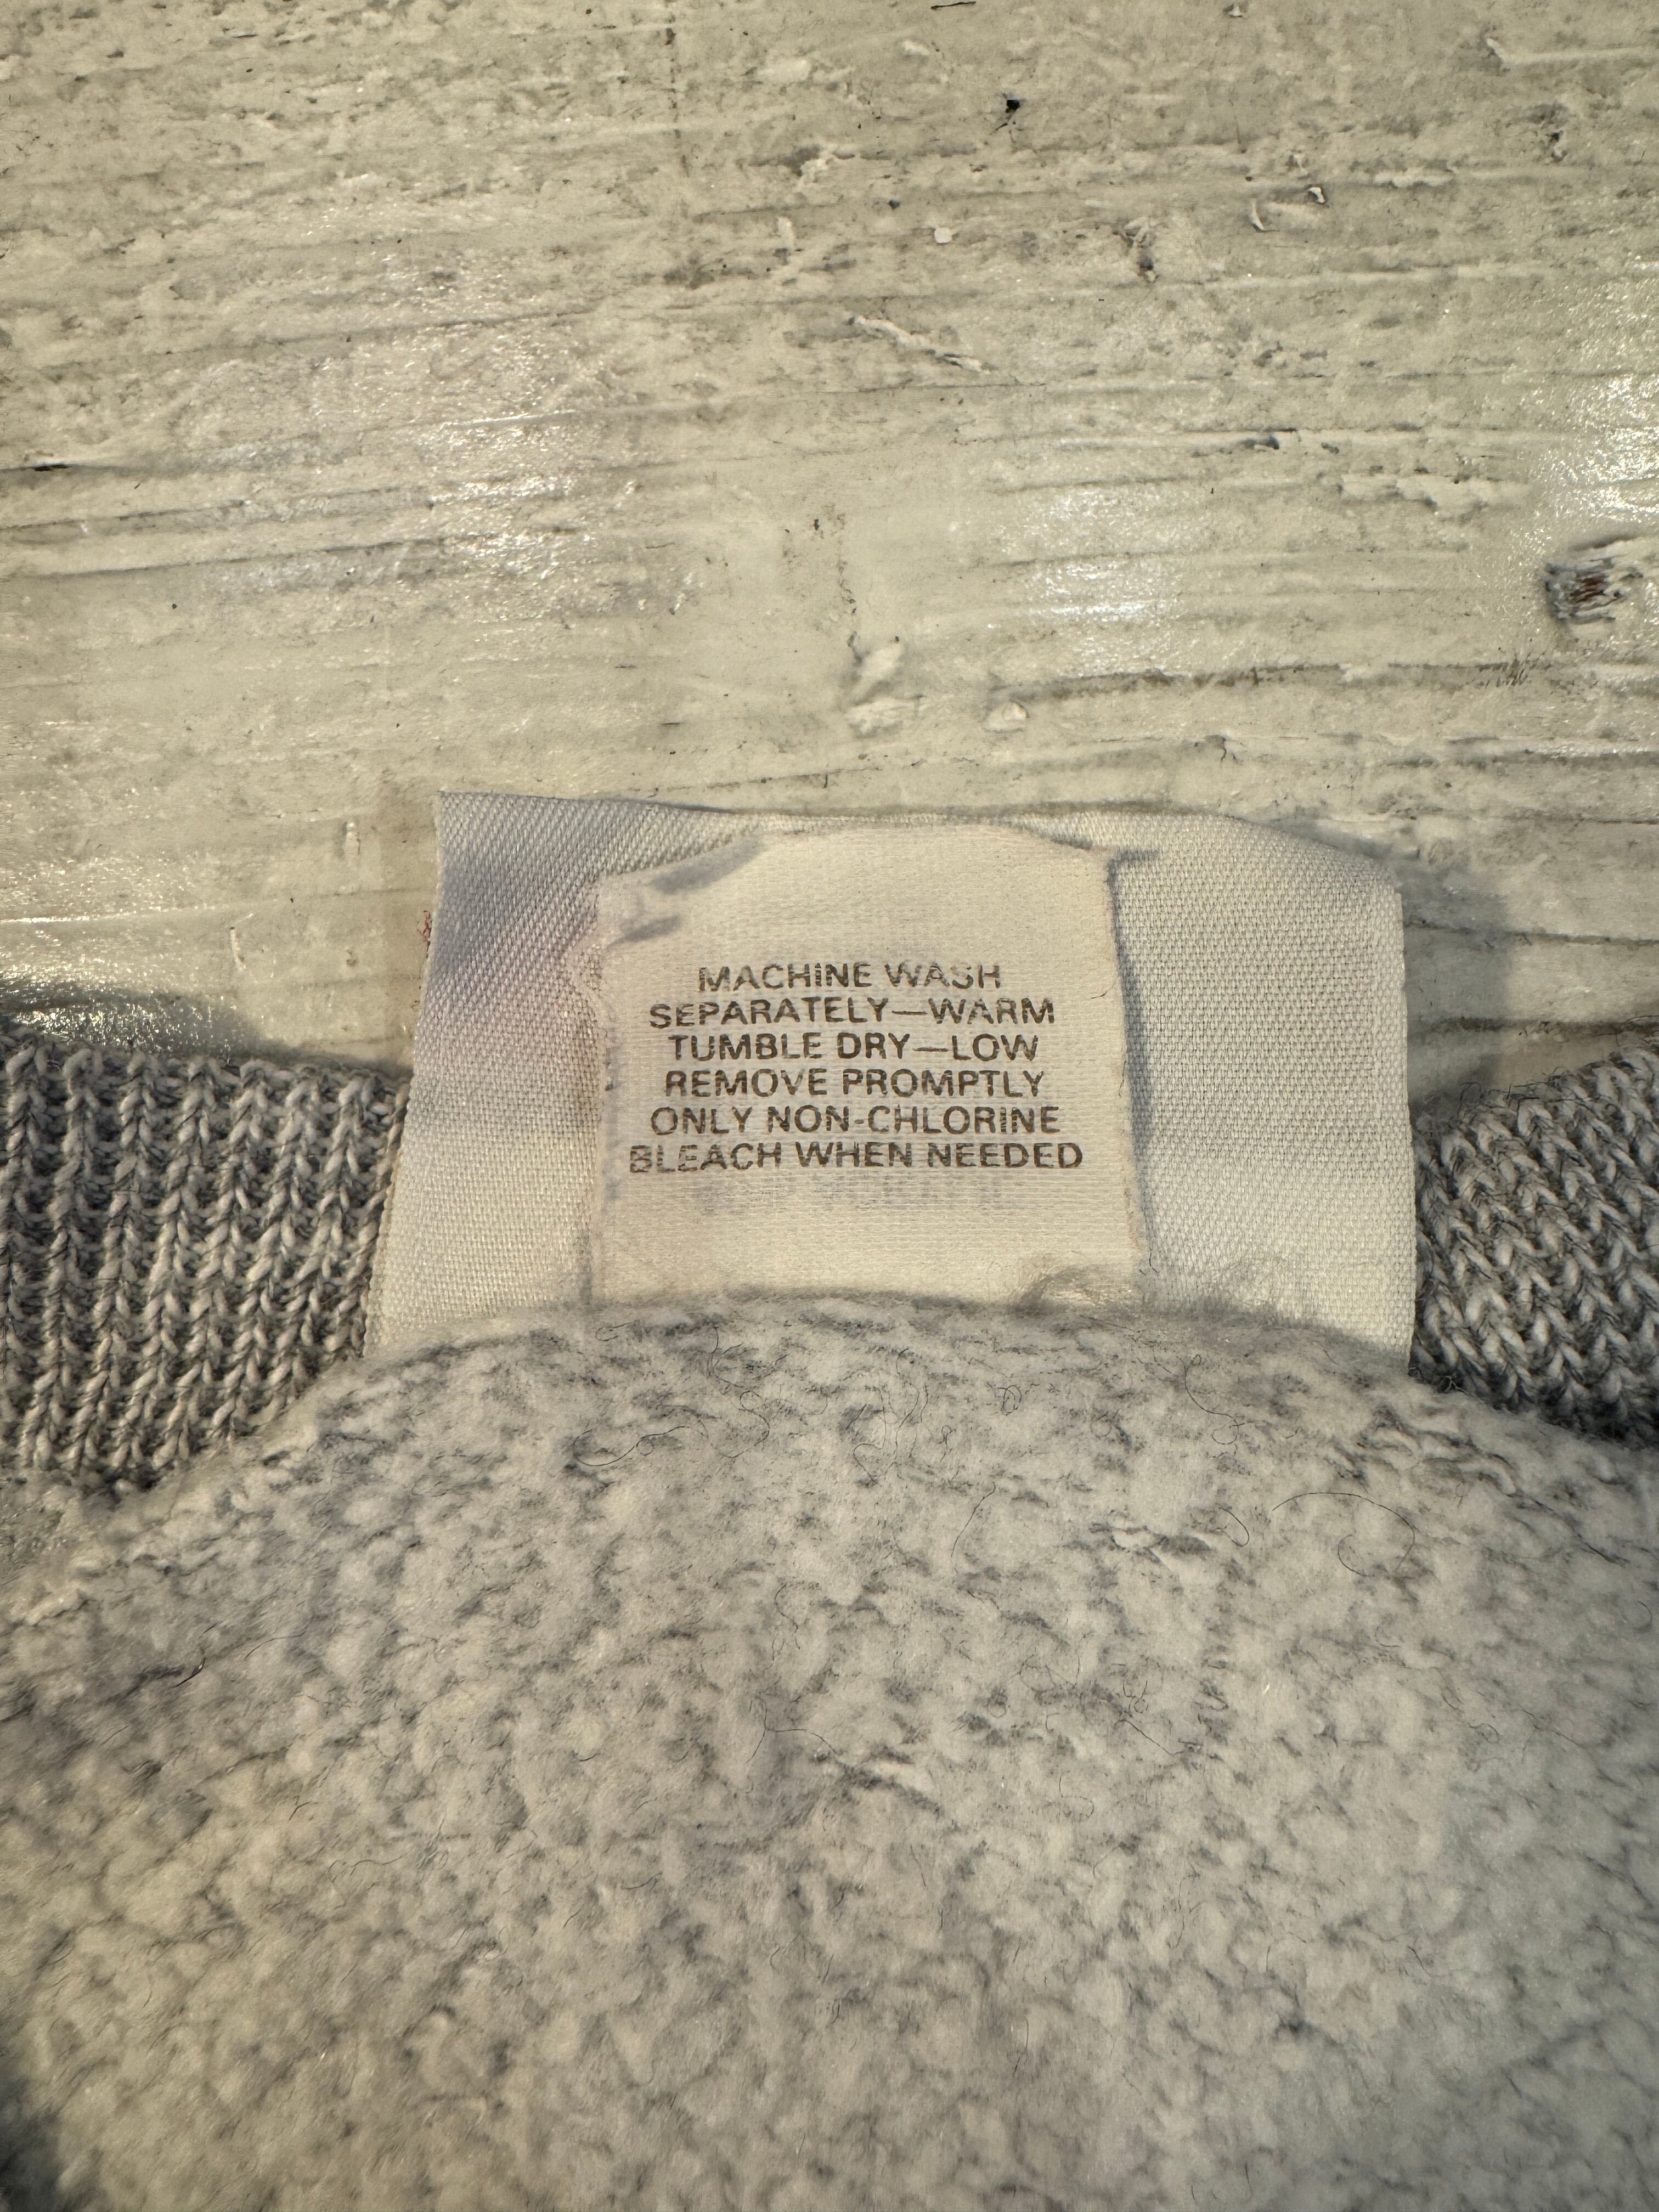 MACHINE WASH
SEPARATELY—WARM
TUMBLE DRY—LOW
REMOVE PROMPTLY
ONLY NON-CHLORINE
BLEACH WHEN NEEDED